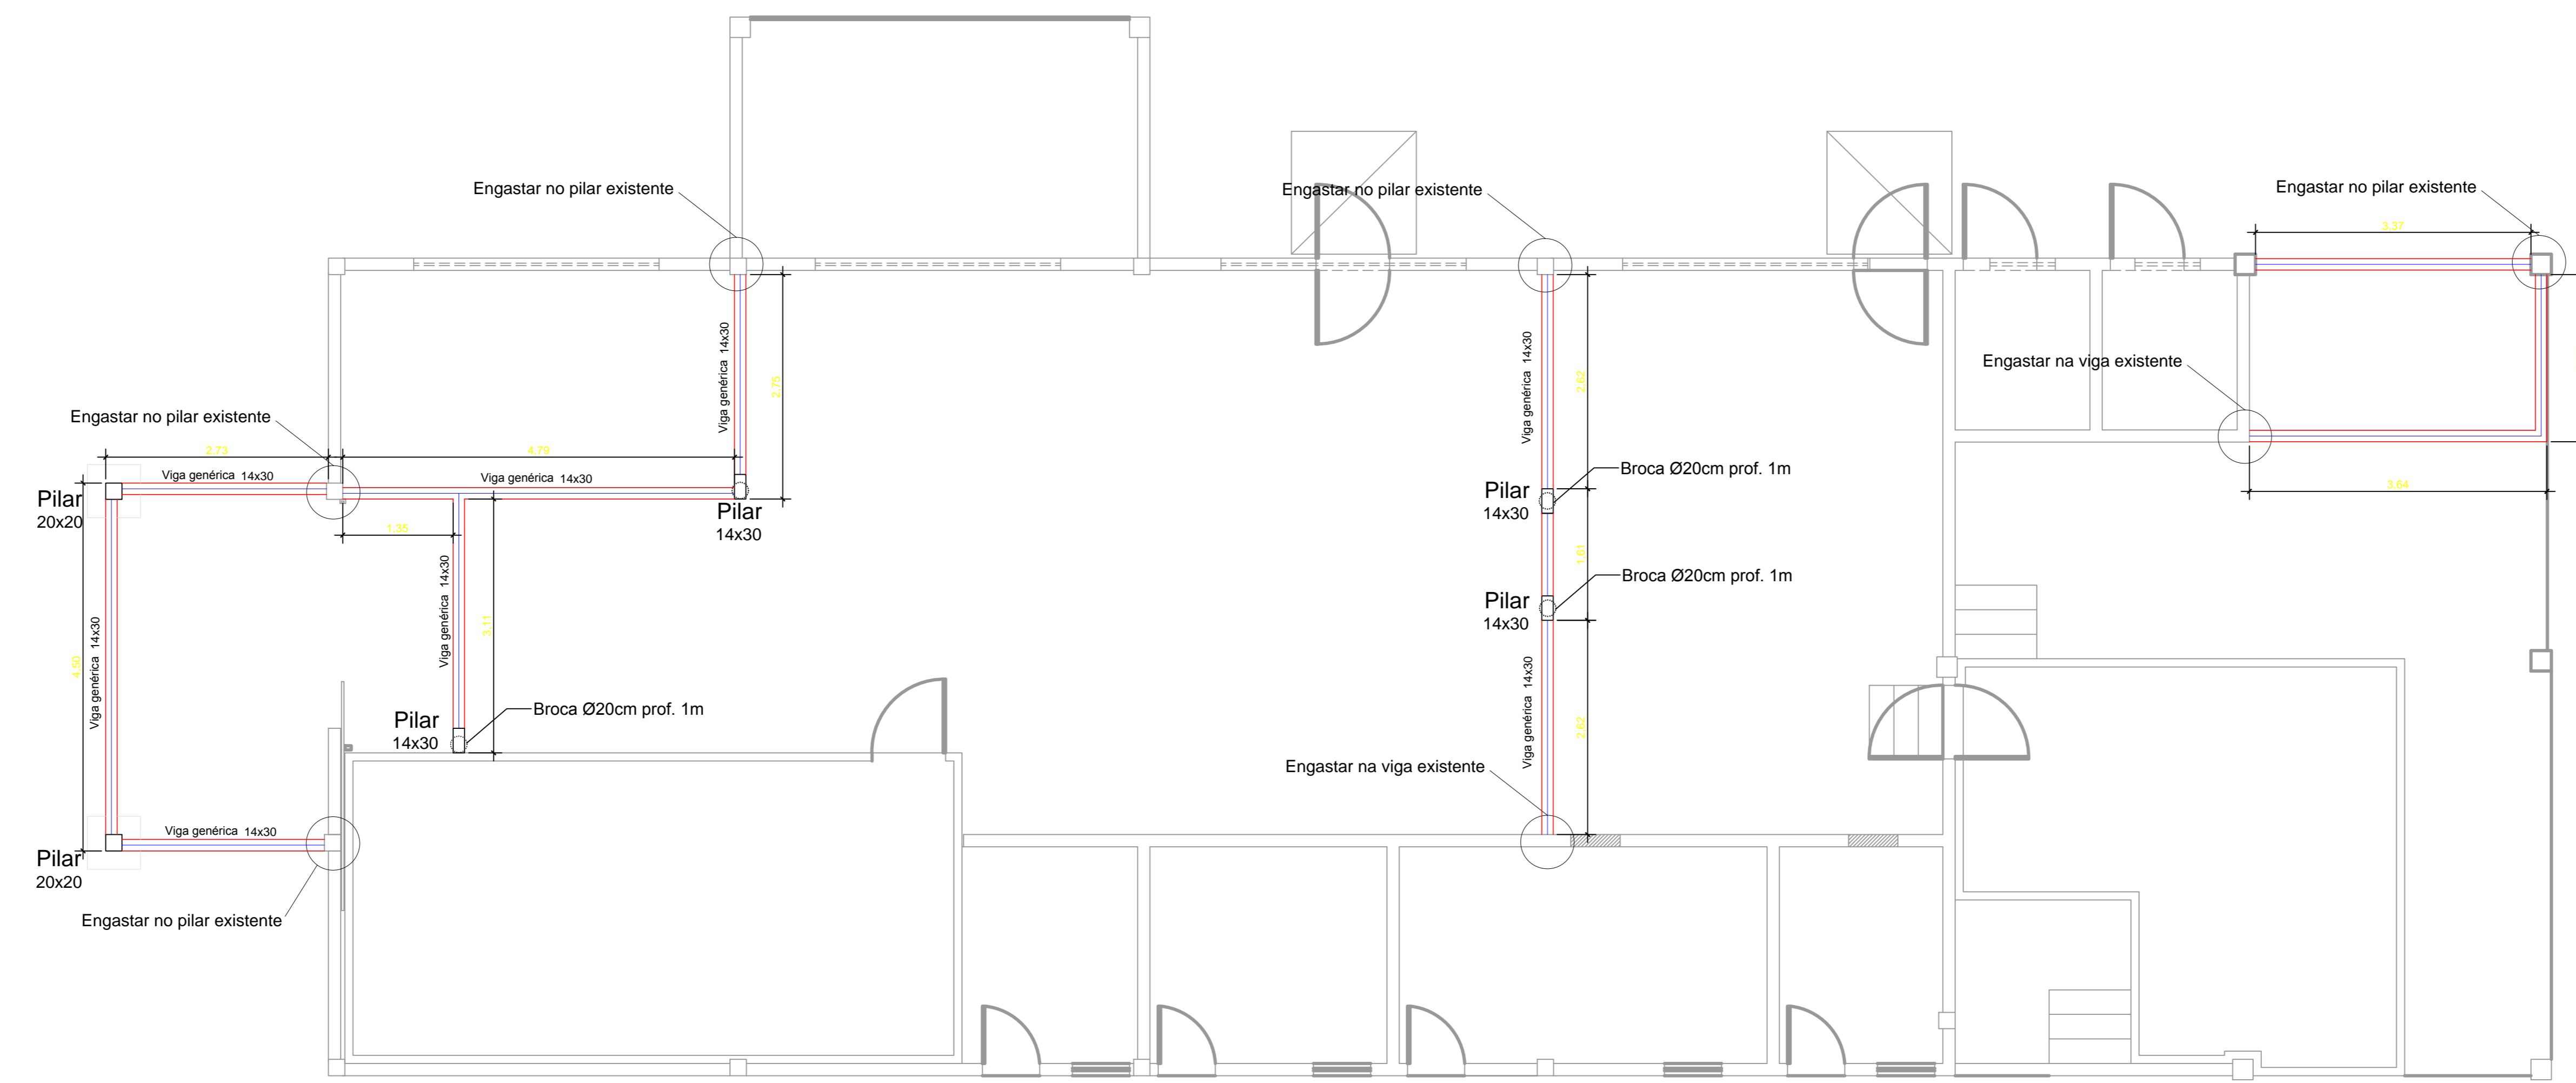 Engastar no pilar existente
Engastar no pilar existente
Engastar no pilar existente
3,37
Viga genérica 14x30
2,75
Viga genérica 14x30
2,82
Engastar na viga existente
Engastar no pilar existente
2,73
4,79
Viga genérica 14x30
Viga genérica 14x30
Broca Ø20cm prof. 1m
Pilar
20x20
Pilar
14x30
Pilar
14x30
3,64
1,35
Viga genérica 14x30
3,11
1,61
Broca Ø20cm prof. 1m
Pilar
14x30
4,50
Viga genérica 14x30
Pilar
14x30
Broca Ø20cm prof. 1m
Viga genérica 14x30
2,82
Engastar na viga existente
Viga genérica 14x30
Pilar
20x20
Engastar no pilar existente